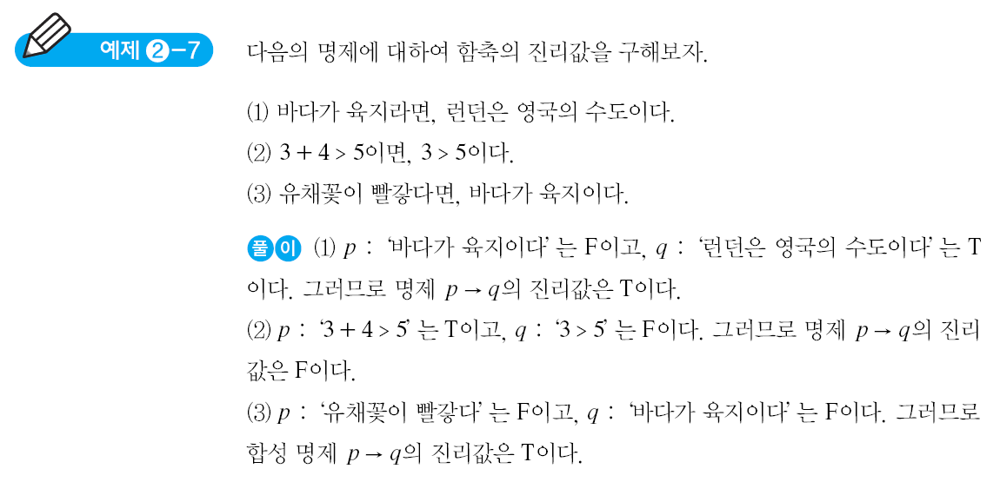 예제 2-7 다음의 명제에 대하여 함축의 진리값을 구해보자.
(1) 바다가 육지라면, 런던은 영국의 수도이다.
(2) 3 + 4 > 5이면, 3 > 5이다.
(3) 유채꽃이 빨갛다면, 바다가 육지이다.
풀이 (1) p : ‘바다가 육지이다’ 는 F이고, q : ‘런던은 영국의 수도이다’ 는 T
이다. 그러므로 명제 p → q의 진리값은 T이다.
(2) p : ‘3 + 4 > 5’ 는 T이고, q : ‘3 > 5’ 는 F이다. 그러므로 명제 p → q의 진리
값은 F이다.
(3) p : ‘유채꽃이 빨갛다’ 는 F이고, q : ‘바다가 육지이다’ 는 F이다. 그러므로
합성 명제 p → q의 진리값은 T이다.